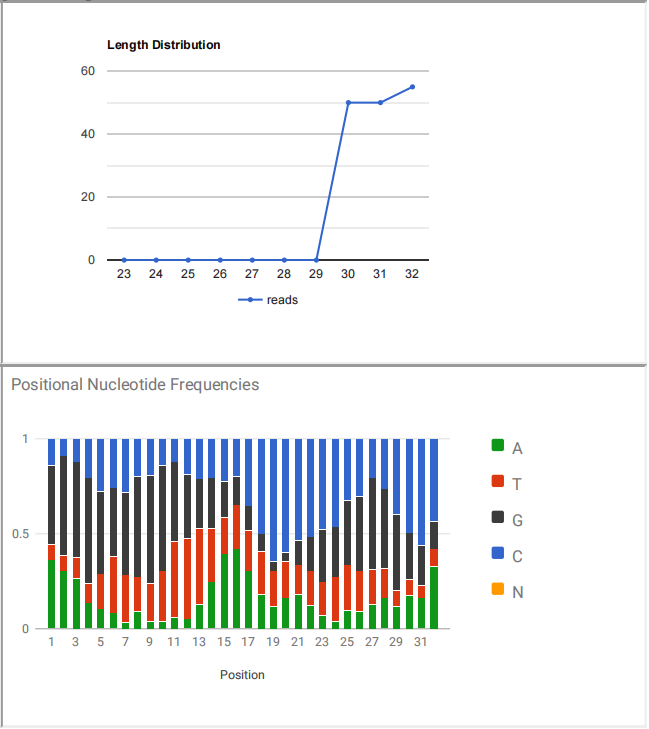 Length Distribution
60
40
20
0
23 24 25 26 27 28 29 30 31 32
reads
Positional Nucleotide Frequencies
1
0.5
0
1 3 5 7 9 11 13 15 17 19 21 23 25 27 29 31
Position
A
T
G
C
N